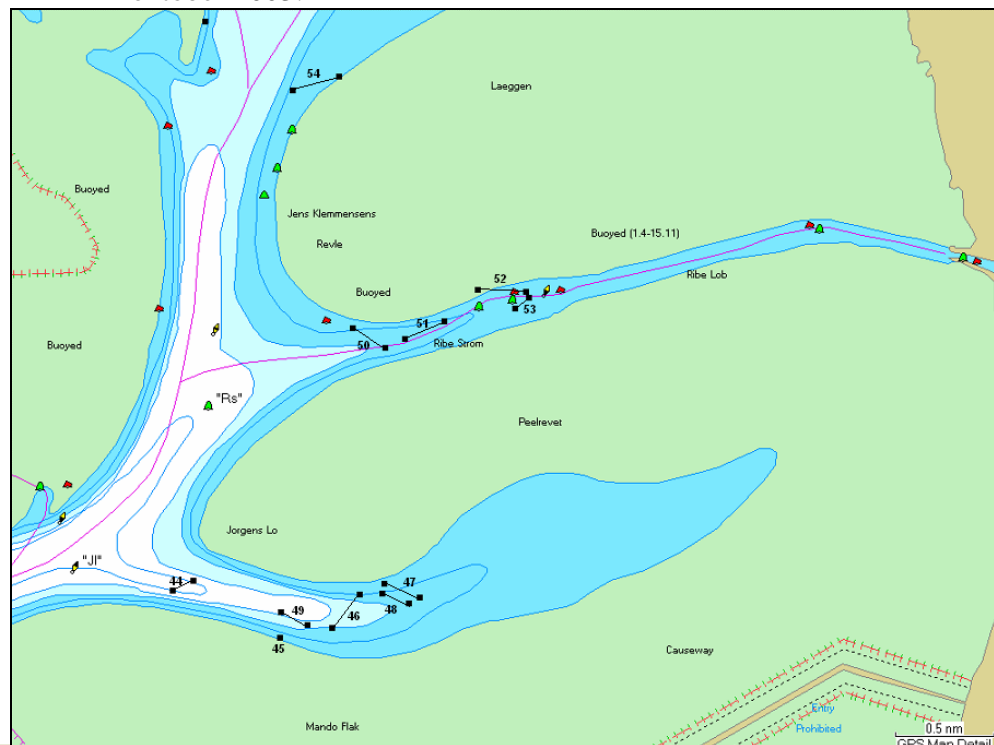 54
Laeggen
Buoyed
Jens Klemmensens
Revle
Buoyed (1.4-15.11)
Ribe Lob
52
Buoyed
53
51
Buoyed
50
Ribe Strom
"Rs"
Peelrevet
Jorgens Lo
"Jl"
44
47
49
48
46
45
Causeway
Mando Flak
Entry
Prohibised
0.5 nm
GPS Map Detail